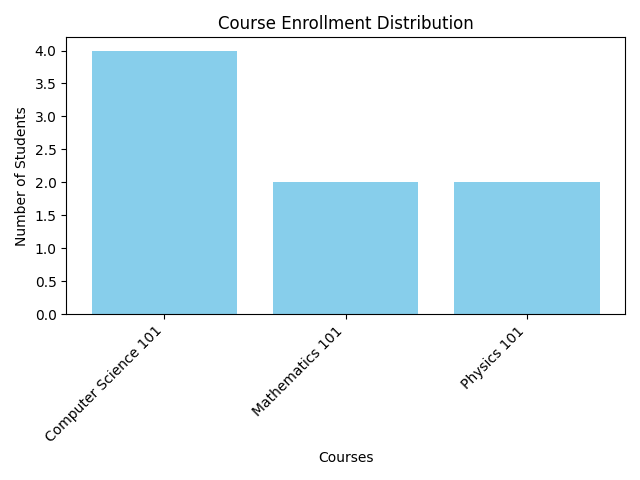 Course Enrollment Distribution
Number of Students
4.0
3.5
3.0
2.5
2.0
1.5
1.0
0.5
0.0
Computer Science 101
Mathematics 101
Physics 101
Courses